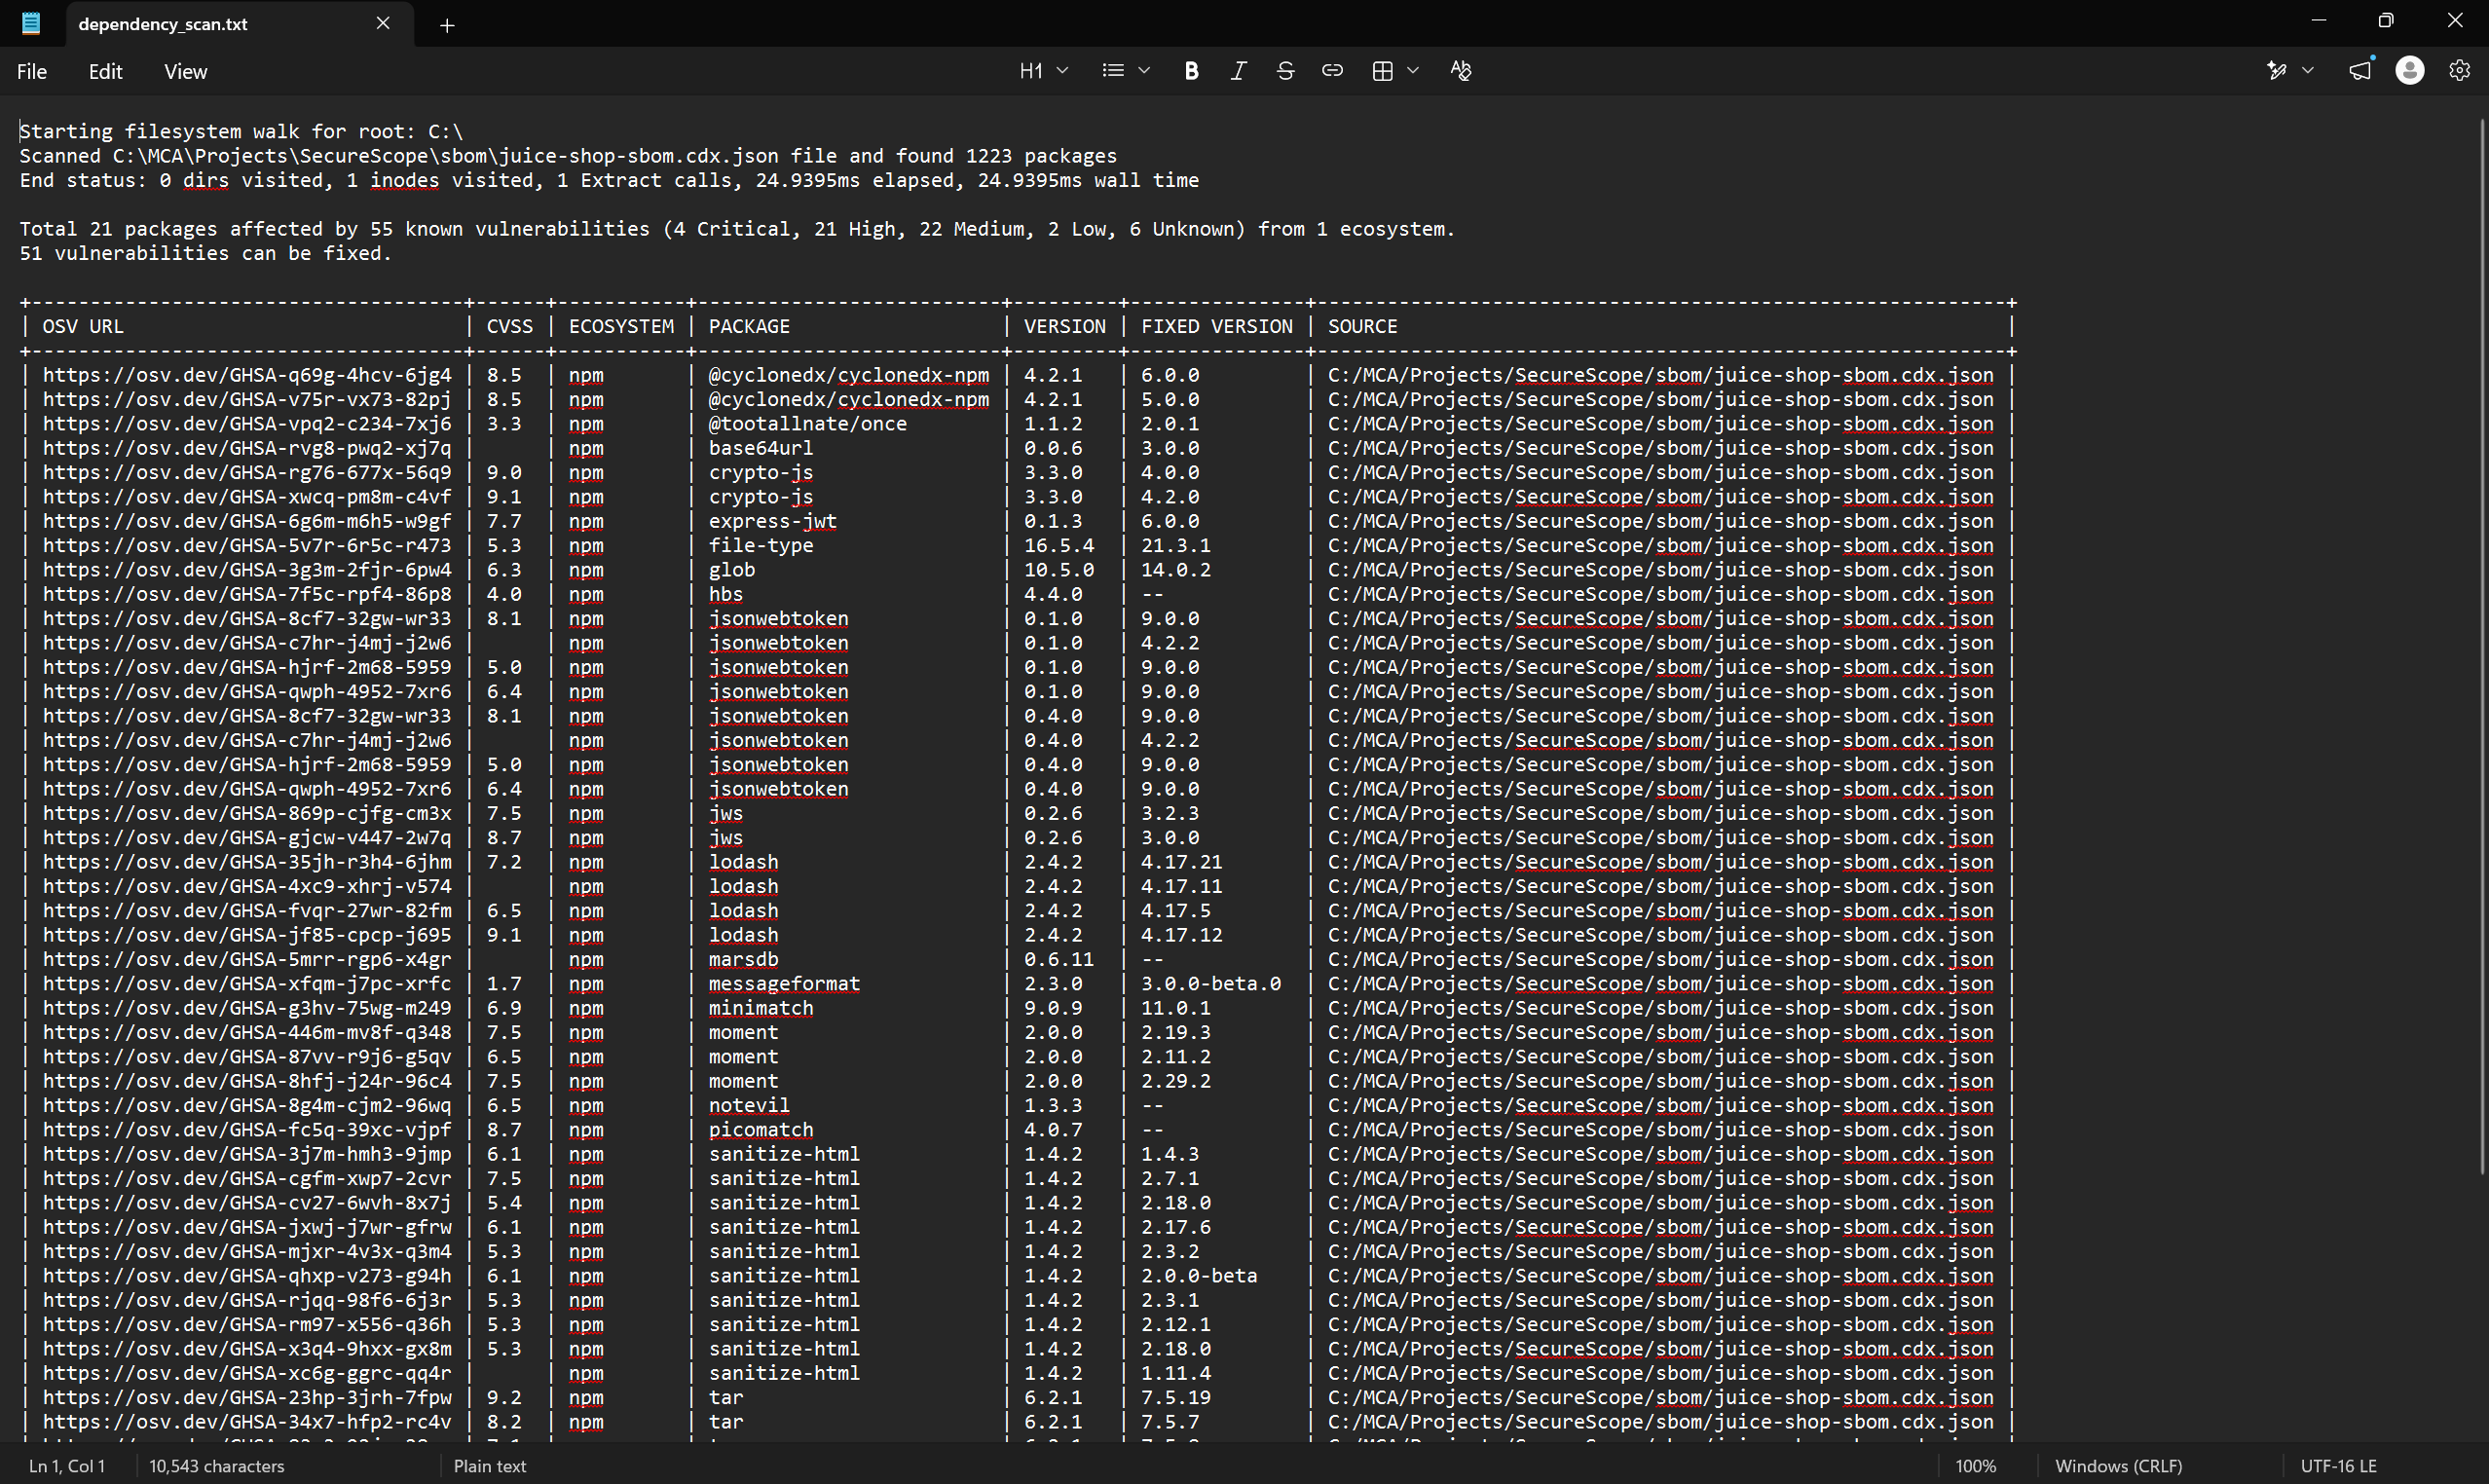 dependency_scan.txt
File Edit View H1
Starting filesystem walk for root: C:\
Scanned C:\MCA\Projects\SecureScope\sbom\juice-shop-sbom.cdx.json file and found 1223 packages
End status: 0 dirs visited, 1 inodes visited, 1 Extract calls, 24.9395ms elapsed, 24.9395ms wall time
Total 21 packages affected by 55 known vulnerabilities (4 Critical, 21 High, 22 Medium, 2 Low, 6 Unknown) from 1 ecosystem.
51 vulnerabilities can be fixed.
+-------------------------------------+------+-----------+--------------------------+---------+---------------+-----------------------------------------------------------+
| OSV URL | CVSS | ECOSYSTEM | PACKAGE | VERSION | FIXED VERSION | SOURCE |
+-------------------------------------+------+-----------+--------------------------+---------+---------------+-----------------------------------------------------------+
| https://osv.dev/GHSA-q69g-4hcv-6jg4 | 8.5 | npm | @cyclonedx/cyclonedx-npm | 4.2.1 | 6.0.0 | C:/MCA/Projects/SecureScope/sbom/juice-shop-sbom.cdx.json |
| https://osv.dev/GHSA-v75r-vx73-82pj | 8.5 | npm | @cyclonedx/cyclonedx-npm | 4.2.1 | 5.0.0 | C:/MCA/Projects/SecureScope/sbom/juice-shop-sbom.cdx.json |
| https://osv.dev/GHSA-vpq2-c234-7xj6 | 3.3 | npm | @tootallnate/once | 1.1.2 | 2.0.1 | C:/MCA/Projects/SecureScope/sbom/juice-shop-sbom.cdx.json |
| https://osv.dev/GHSA-rvg8-pwq2-xj7q | | npm | base64url | 0.0.6 | 3.0.0 | C:/MCA/Projects/SecureScope/sbom/juice-shop-sbom.cdx.json |
| https://osv.dev/GHSA-rg76-677x-56q9 | 9.0 | npm | crypto-js | 3.3.0 | 4.0.0 | C:/MCA/Projects/SecureScope/sbom/juice-shop-sbom.cdx.json |
| https://osv.dev/GHSA-xwcq-pm8m-c4vf | 9.1 | npm | crypto-js | 3.3.0 | 4.2.0 | C:/MCA/Projects/SecureScope/sbom/juice-shop-sbom.cdx.json |
| https://osv.dev/GHSA-6g6m-m6h5-w9gf | 7.7 | npm | express-jwt | 0.1.3 | 6.0.0 | C:/MCA/Projects/SecureScope/sbom/juice-shop-sbom.cdx.json |
| https://osv.dev/GHSA-5v7r-6r5c-r473 | 5.3 | npm | file-type | 16.5.4 | 21.3.1 | C:/MCA/Projects/SecureScope/sbom/juice-shop-sbom.cdx.json |
| https://osv.dev/GHSA-3g3m-2fjr-6pw4 | 6.3 | npm | glob | 10.5.0 | 14.0.2 | C:/MCA/Projects/SecureScope/sbom/juice-shop-sbom.cdx.json |
| https://osv.dev/GHSA-7f5c-rpf4-86p8 | 4.0 | npm | hbs | 4.4.0 | -- | C:/MCA/Projects/SecureScope/sbom/juice-shop-sbom.cdx.json |
| https://osv.dev/GHSA-8cf7-32gw-wr33 | 8.1 | npm | jsonwebtoken | 0.1.0 | 9.0.0 | C:/MCA/Projects/SecureScope/sbom/juice-shop-sbom.cdx.json |
| https://osv.dev/GHSA-c7hr-j4mj-j2w6 | | npm | jsonwebtoken | 0.1.0 | 4.2.2 | C:/MCA/Projects/SecureScope/sbom/juice-shop-sbom.cdx.json |
| https://osv.dev/GHSA-hjrf-2m68-5959 | 5.0 | npm | jsonwebtoken | 0.1.0 | 9.0.0 | C:/MCA/Projects/SecureScope/sbom/juice-shop-sbom.cdx.json |
| https://osv.dev/GHSA-qwph-4952-7xr6 | 6.4 | npm | jsonwebtoken | 0.1.0 | 9.0.0 | C:/MCA/Projects/SecureScope/sbom/juice-shop-sbom.cdx.json |
| https://osv.dev/GHSA-8cf7-32gw-wr33 | 8.1 | npm | jsonwebtoken | 0.4.0 | 9.0.0 | C:/MCA/Projects/SecureScope/sbom/juice-shop-sbom.cdx.json |
| https://osv.dev/GHSA-c7hr-j4mj-j2w6 | | npm | jsonwebtoken | 0.4.0 | 4.2.2 | C:/MCA/Projects/SecureScope/sbom/juice-shop-sbom.cdx.json |
| https://osv.dev/GHSA-hjrf-2m68-5959 | 5.0 | npm | jsonwebtoken | 0.4.0 | 9.0.0 | C:/MCA/Projects/SecureScope/sbom/juice-shop-sbom.cdx.json |
| https://osv.dev/GHSA-qwph-4952-7xr6 | 6.4 | npm | jsonwebtoken | 0.4.0 | 9.0.0 | C:/MCA/Projects/SecureScope/sbom/juice-shop-sbom.cdx.json |
| https://osv.dev/GHSA-869p-cjfg-cm3x | 7.5 | npm | jws | 0.2.6 | 3.2.3 | C:/MCA/Projects/SecureScope/sbom/juice-shop-sbom.cdx.json |
| https://osv.dev/GHSA-gjcw-v447-2w7q | 8.7 | npm | jws | 0.2.6 | 3.0.0 | C:/MCA/Projects/SecureScope/sbom/juice-shop-sbom.cdx.json |
| https://osv.dev/GHSA-35jh-r3h4-6jhm | 7.2 | npm | lodash | 2.4.2 | 4.17.21 | C:/MCA/Projects/SecureScope/sbom/juice-shop-sbom.cdx.json |
| https://osv.dev/GHSA-4xc9-xhrj-v574 | | npm | lodash | 2.4.2 | 4.17.11 | C:/MCA/Projects/SecureScope/sbom/juice-shop-sbom.cdx.json |
| https://osv.dev/GHSA-fvqr-27wr-82fm | 6.5 | npm | lodash | 2.4.2 | 4.17.5 | C:/MCA/Projects/SecureScope/sbom/juice-shop-sbom.cdx.json |
| https://osv.dev/GHSA-jf85-cpcp-j695 | 9.1 | npm | lodash | 2.4.2 | 4.17.12 | C:/MCA/Projects/SecureScope/sbom/juice-shop-sbom.cdx.json |
| https://osv.dev/GHSA-5mrr-rgp6-x4gr | | npm | marsdb | 0.6.11 | -- | C:/MCA/Projects/SecureScope/sbom/juice-shop-sbom.cdx.json |
| https://osv.dev/GHSA-xfqm-j7pc-xrfc | 1.7 | npm | messageformat | 2.3.0 | 3.0.0-beta.0 | C:/MCA/Projects/SecureScope/sbom/juice-shop-sbom.cdx.json |
| https://osv.dev/GHSA-g3hv-75wg-m249 | 6.9 | npm | minimatch | 9.0.9 | 11.0.1 | C:/MCA/Projects/SecureScope/sbom/juice-shop-sbom.cdx.json |
| https://osv.dev/GHSA-446m-mv8f-q348 | 7.5 | npm | moment | 2.0.0 | 2.19.3 | C:/MCA/Projects/SecureScope/sbom/juice-shop-sbom.cdx.json |
| https://osv.dev/GHSA-87vv-r9j6-g5qv | 6.5 | npm | moment | 2.0.0 | 2.11.2 | C:/MCA/Projects/SecureScope/sbom/juice-shop-sbom.cdx.json |
| https://osv.dev/GHSA-8hfj-j24r-96c4 | 7.5 | npm | moment | 2.0.0 | 2.29.2 | C:/MCA/Projects/SecureScope/sbom/juice-shop-sbom.cdx.json |
| https://osv.dev/GHSA-8g4m-cjm2-96wq | 6.5 | npm | notevil | 1.3.3 | -- | C:/MCA/Projects/SecureScope/sbom/juice-shop-sbom.cdx.json |
| https://osv.dev/GHSA-fc5q-39xc-vjpf | 8.7 | npm | picomatch | 4.0.7 | -- | C:/MCA/Projects/SecureScope/sbom/juice-shop-sbom.cdx.json |
| https://osv.dev/GHSA-3j7m-hmh3-9jmp | 6.1 | npm | sanitize-html | 1.4.2 | 1.4.3 | C:/MCA/Projects/SecureScope/sbom/juice-shop-sbom.cdx.json |
| https://osv.dev/GHSA-cgfm-xwp7-2cvr | 7.5 | npm | sanitize-html | 1.4.2 | 2.7.1 | C:/MCA/Projects/SecureScope/sbom/juice-shop-sbom.cdx.json |
| https://osv.dev/GHSA-cv27-6wvh-8x7j | 5.4 | npm | sanitize-html | 1.4.2 | 2.18.0 | C:/MCA/Projects/SecureScope/sbom/juice-shop-sbom.cdx.json |
| https://osv.dev/GHSA-jxwj-j7wr-gfrw | 6.1 | npm | sanitize-html | 1.4.2 | 2.17.6 | C:/MCA/Projects/SecureScope/sbom/juice-shop-sbom.cdx.json |
| https://osv.dev/GHSA-mjxr-4v3x-q3m4 | 5.3 | npm | sanitize-html | 1.4.2 | 2.3.2 | C:/MCA/Projects/SecureScope/sbom/juice-shop-sbom.cdx.json |
| https://osv.dev/GHSA-qhxp-v273-g94h | 6.1 | npm | sanitize-html | 1.4.2 | 2.0.0-beta | C:/MCA/Projects/SecureScope/sbom/juice-shop-sbom.cdx.json |
| https://osv.dev/GHSA-rjqq-98f6-6j3r | 5.3 | npm | sanitize-html | 1.4.2 | 2.3.1 | C:/MCA/Projects/SecureScope/sbom/juice-shop-sbom.cdx.json |
| https://osv.dev/GHSA-rm97-x556-q36h | 5.3 | npm | sanitize-html | 1.4.2 | 2.12.1 | C:/MCA/Projects/SecureScope/sbom/juice-shop-sbom.cdx.json |
| https://osv.dev/GHSA-x3q4-9hxx-gx8m | 5.3 | npm | sanitize-html | 1.4.2 | 2.18.0 | C:/MCA/Projects/SecureScope/sbom/juice-shop-sbom.cdx.json |
| https://osv.dev/GHSA-xc6g-ggrc-qq4r | | npm | sanitize-html | 1.4.2 | 1.11.4 | C:/MCA/Projects/SecureScope/sbom/juice-shop-sbom.cdx.json |
| https://osv.dev/GHSA-23hp-3jrh-7fpw | 9.2 | npm | tar | 6.2.1 | 7.5.19 | C:/MCA/Projects/SecureScope/sbom/juice-shop-sbom.cdx.json |
| https://osv.dev/GHSA-34x7-hfp2-rc4v | 8.2 | npm | tar | 6.2.1 | 7.5.7 | C:/MCA/Projects/SecureScope/sbom/juice-shop-sbom.cdx.json |
Ln 1, Col 1 10,543 characters Plain text 100% Windows (CRLF) UTF-16 LE